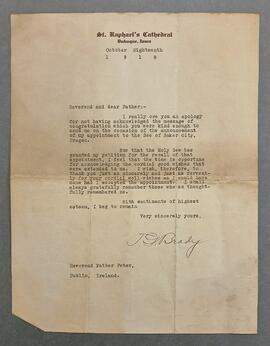 St. Raphael's Cathedral
Dubuque, Iowa
October Eighteenth
1 9 1 8
Reverend and dear Father:-
I really owe you an apology
for not having acknowledged the message of
congratulation which you were kind enough to
send me on the occasion of the announcement
of my appointment to the See of Baker City,
Oregon.
Now that the Holy See has
granted my petition for the recall of that
appointment, I feel that the time is opportune
for acknowledging the cordial good wishes that
were extended to me. I wish, therefore, to
thank you just as sincerely and just as fervent-
ly for your cordial well-wishes as I would have
done had I accepted the appointment. I shall
always gratefully remember those who so thought-
fully remembered me.
With sentiments of highest
esteem, I beg to remain
Very sincerely yours,
Brady
Reverend Father Peter,
Dublin, Ireland.